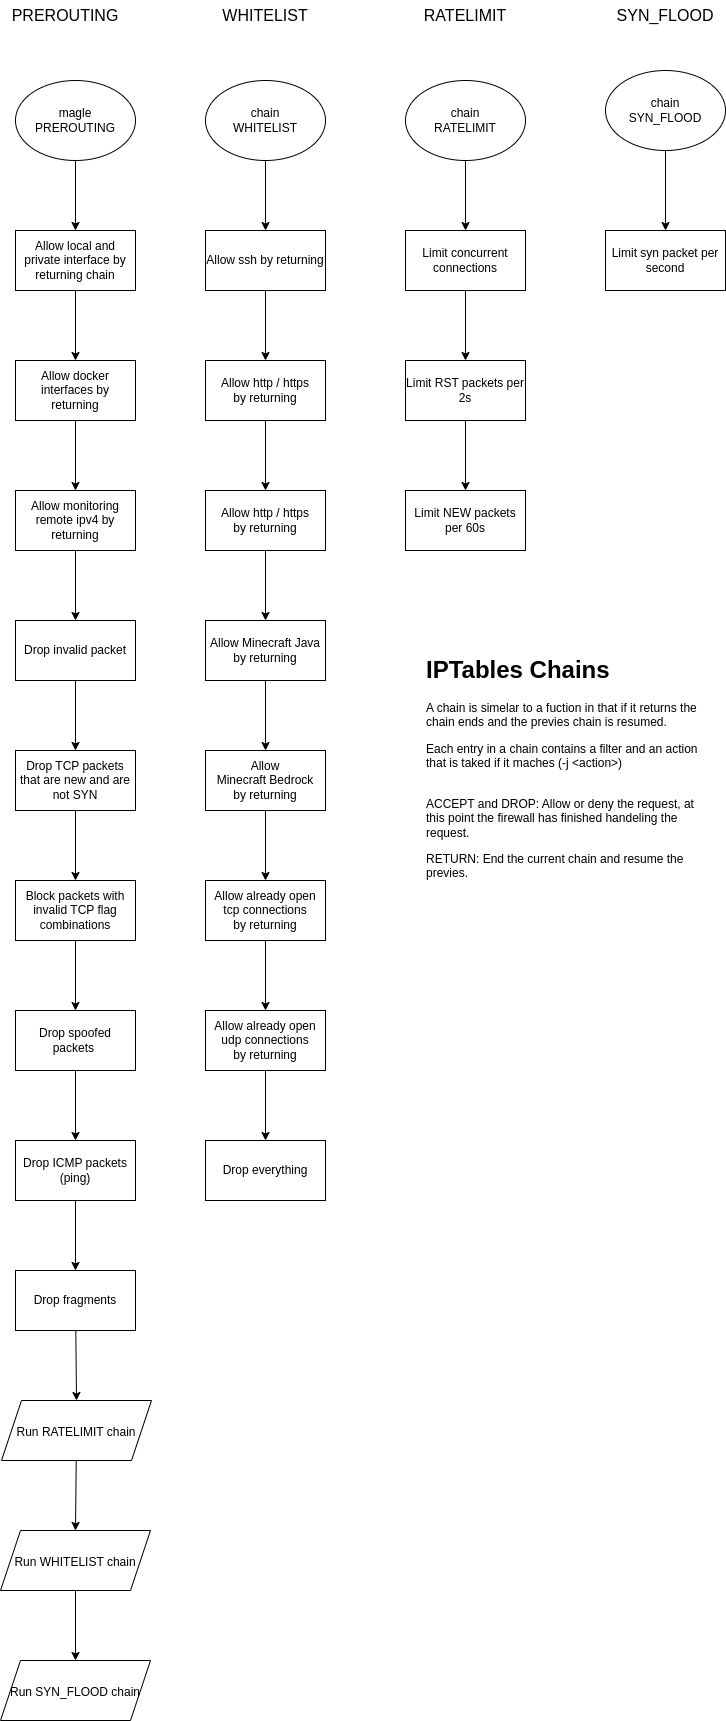 PREROUTING
WHITELIST
RATELIMIT
SYN_FLOOD
magle
PREROUTING
Allow local and
private interface by
returning chain
Allow docker
interfaces by
returning
Allow monitoring
remote ipv4 by
returning
Drop invalid packet
Drop TCP packets
that are new and are
not SYN
Block packets with
invalid TCP flag
combinations
Drop spoofed
packets
Drop ICMP packets
(ping)
Drop fragments
Run RATELIMIT chain
Run WHITELIST chain
Run SYN_FLOOD chain
chain
WHITELIST
Allow ssh by returning
Allow http / https
by returning
Allow http / https
by returning
Allow Minecraft Java
by returning
Allow
Minecraft Bedrock
by returning
Allow already open
tcp connections
by returning
Allow already open
udp connections
by returning
Drop everything
chain
RATELIMIT
Limit concurrent
connections
Limit RST packets per
2s
Limit NEW packets
per 60s
chain
SYN_FLOOD
Limit syn packet per
second
IPTables Chains
A chain is simelar to a fuction in that if it returns the
chain ends and the previes chain is resumed.
Each entry in a chain contains a filter and an action
that is taked if it maches (-j <action>)
ACCEPT and DROP: Allow or deny the request, at
this point the firewall has finished handeling the
request.
RETURN: End the current chain and resume the
previes.